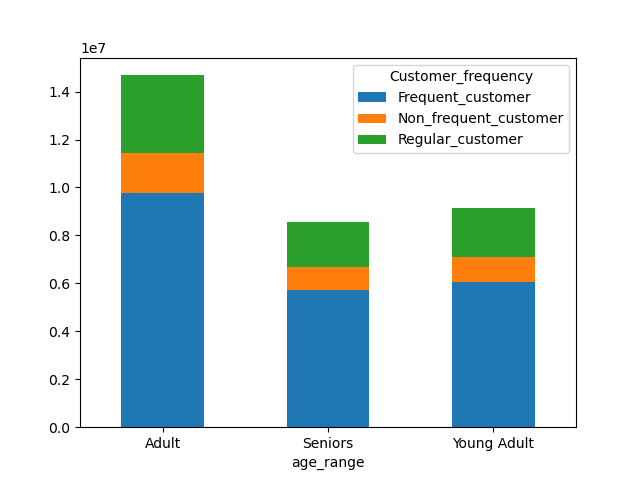 1e7
1.4
1.2
1.0
0.8
0.6
0.4
0.2
0.0
Customer_frequency
Frequent_customer
Non_frequent_customer
Regular_customer
Adult
Seniors
Young Adult
age_range